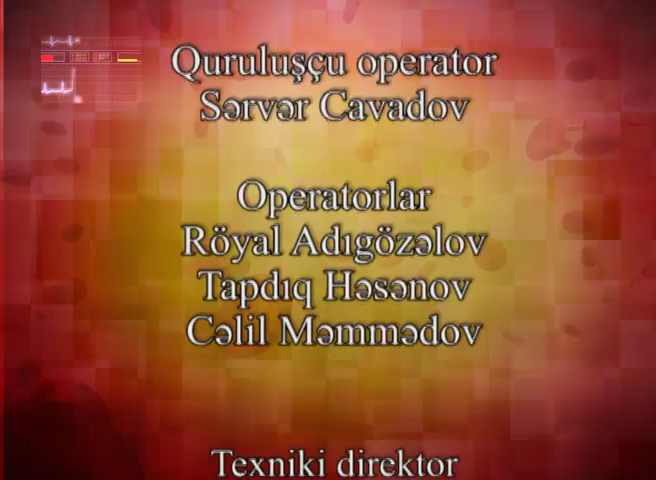 Quruluşçu operator
Sərvər Cavadov
Operatorlar
Röyal Adıgözəlov
Tapdıq Həsənov
Cəlil Məmmədov
Texniki direktor